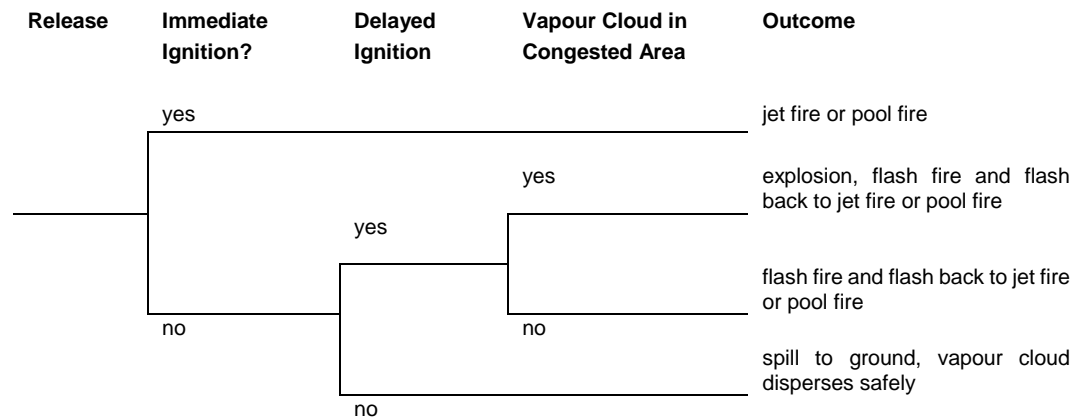 Release
Immediate
Ignition?
Delayed
Ignition
Vapour Cloud in
Congested Area
Outcome
yes
jet fire or pool fire
yes
explosion, flash fire and flash
back to jet fire or pool fire
yes
flash fire and flash back to jet fire
or pool fire
no
no
spill to ground, vapour cloud
disperses safely
no